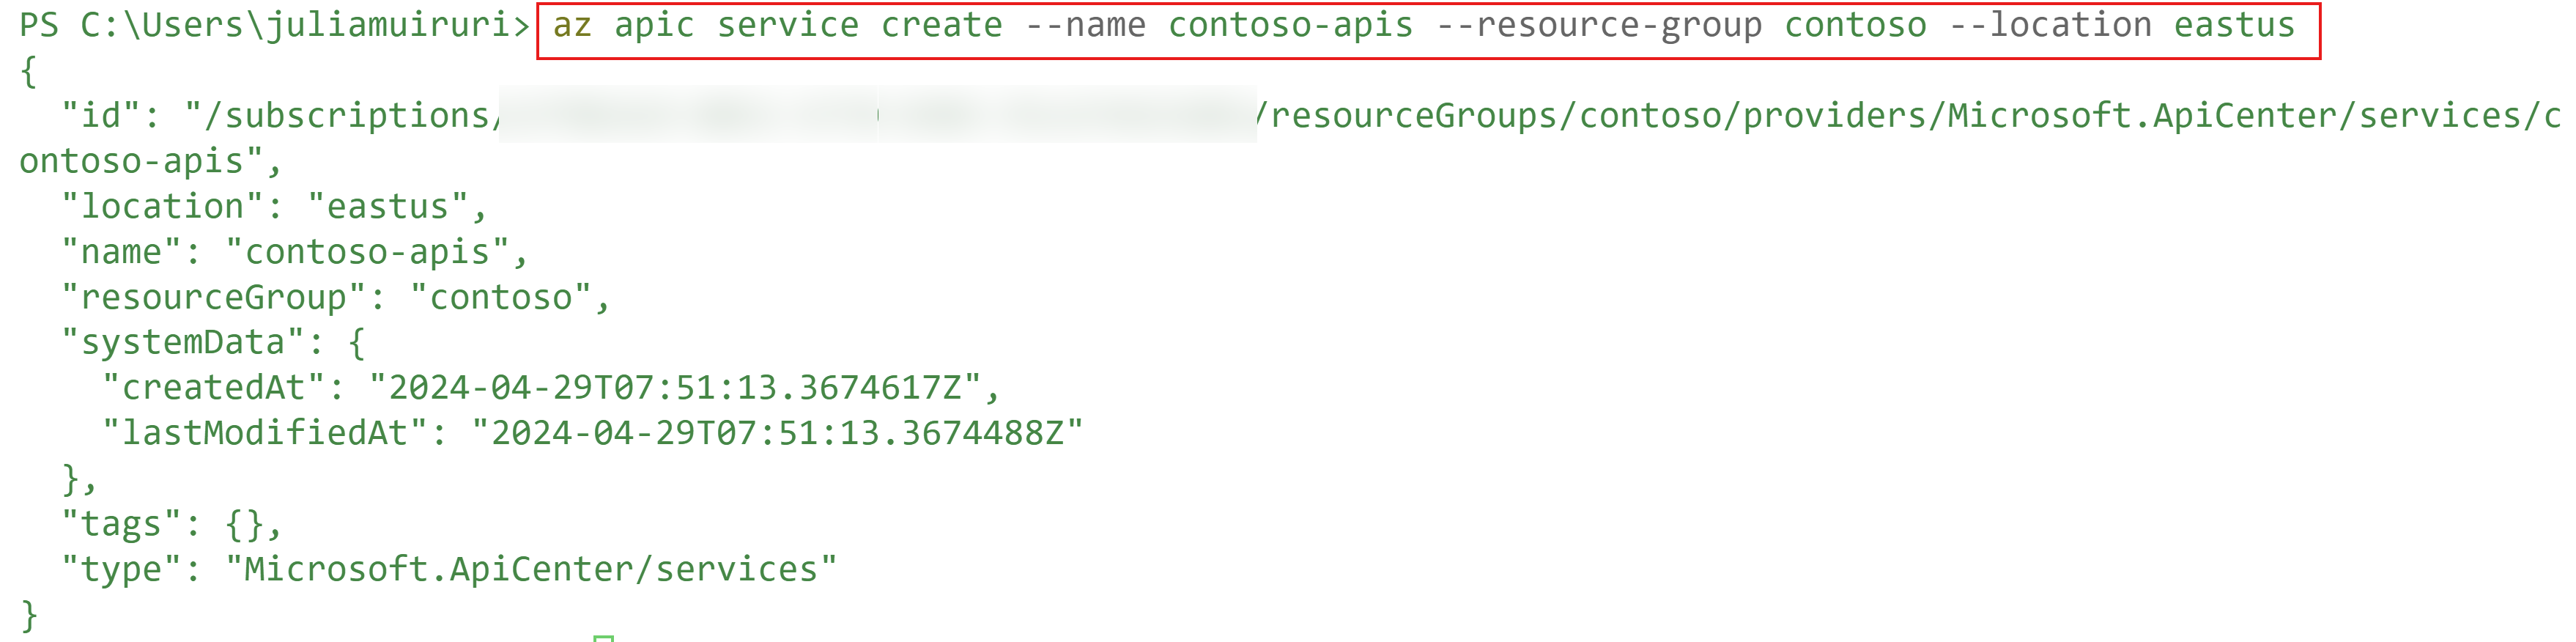 PS C:\Users\juliamuiruri> az apic service create --name contoso-apis --resource-group contoso --location eastus
{
  "id": "/subscriptions/ /resourceGroups/contoso/providers/Microsoft.ApiCenter/services/c
ontoso-apis",
  "location": "eastus",
  "name": "contoso-apis",
  "resourceGroup": "contoso",
  "systemData": {
    "createdAt": "2024-04-29T07:51:13.3674617Z",
    "lastModifiedAt": "2024-04-29T07:51:13.3674488Z"
  },
  "tags": {},
  "type": "Microsoft.ApiCenter/services"
}